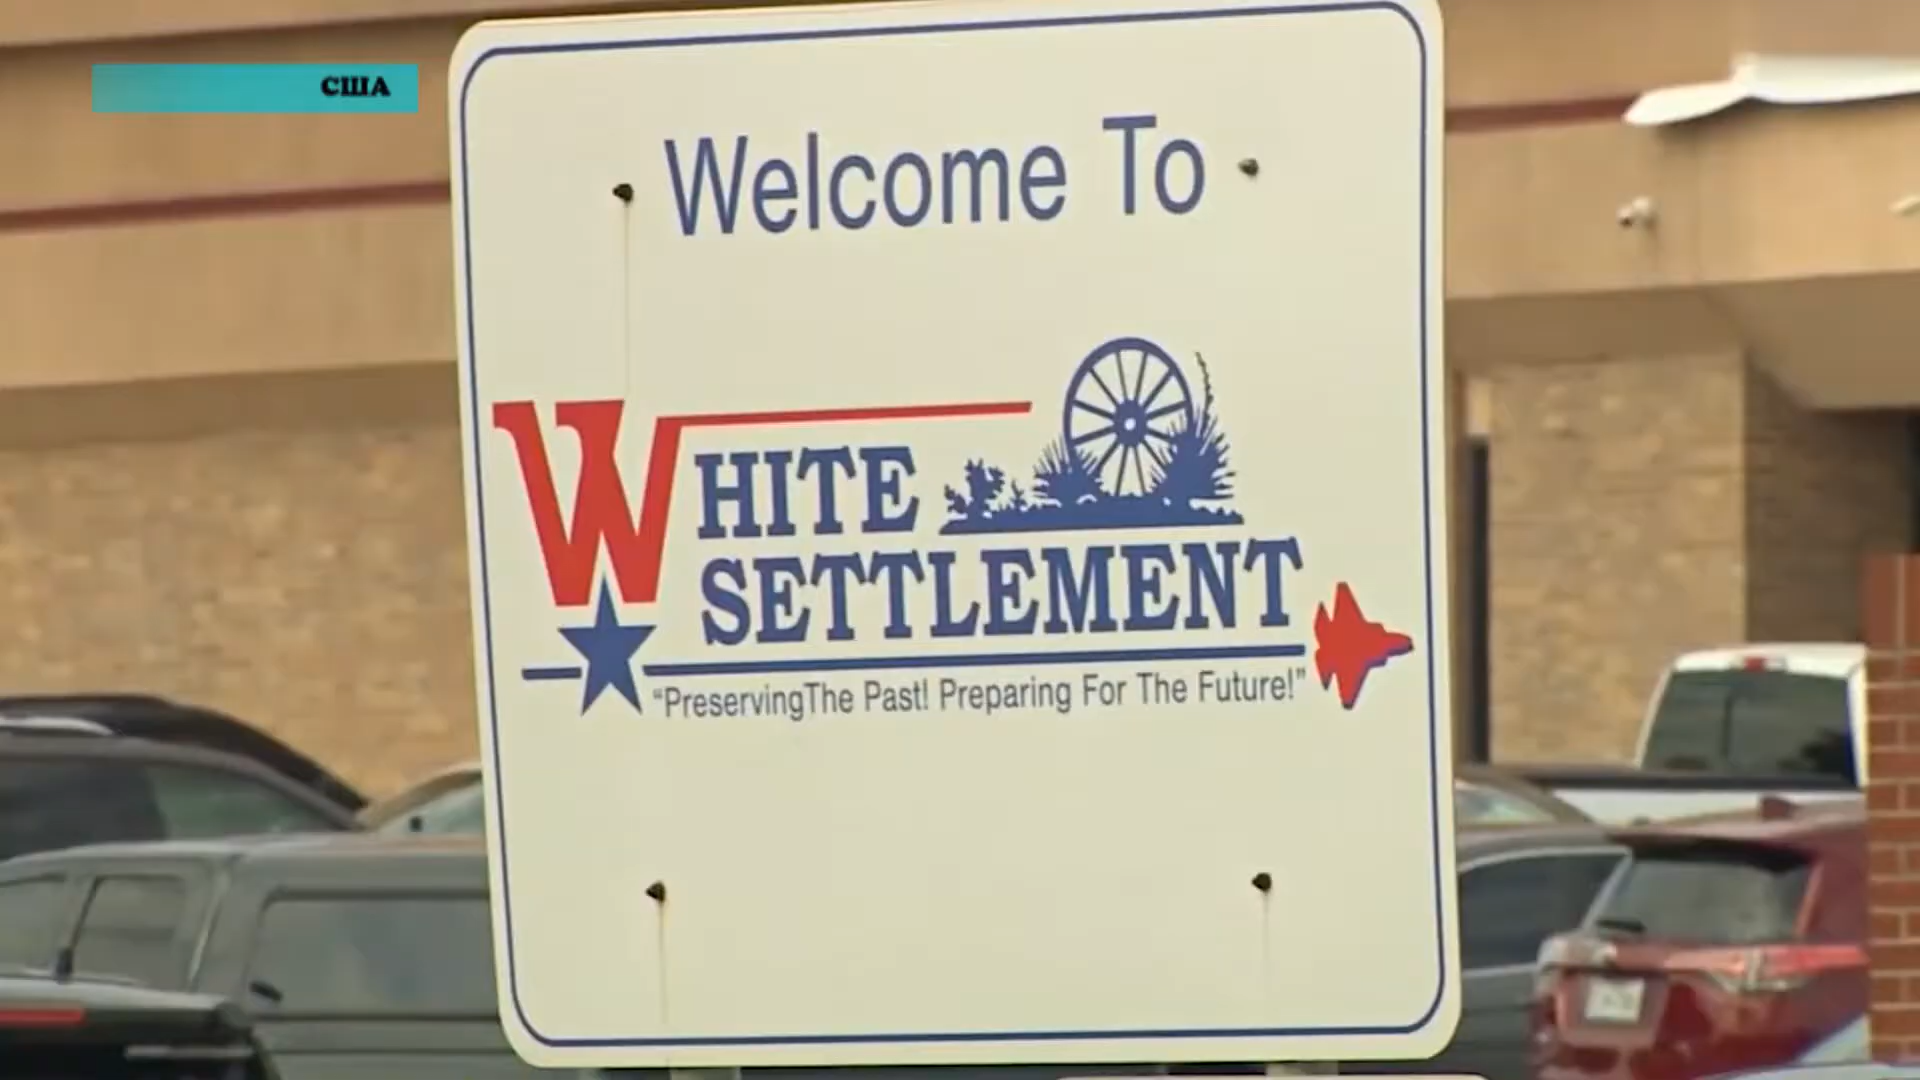 США
Welcome To
WHITE
SETTLEMENT
“PreservingThe Past! Preparing For The Future!”